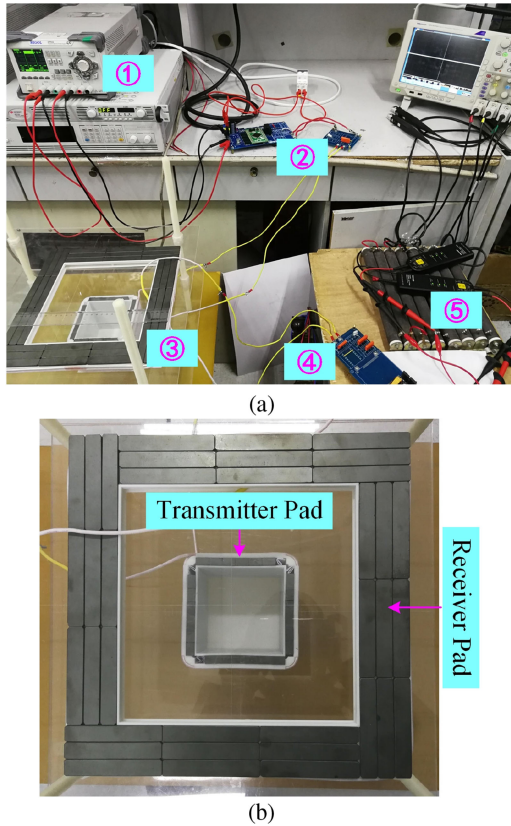 ①
②
③
④
⑤
(a)
Transmitter Pad
Receiver Pad
(b)